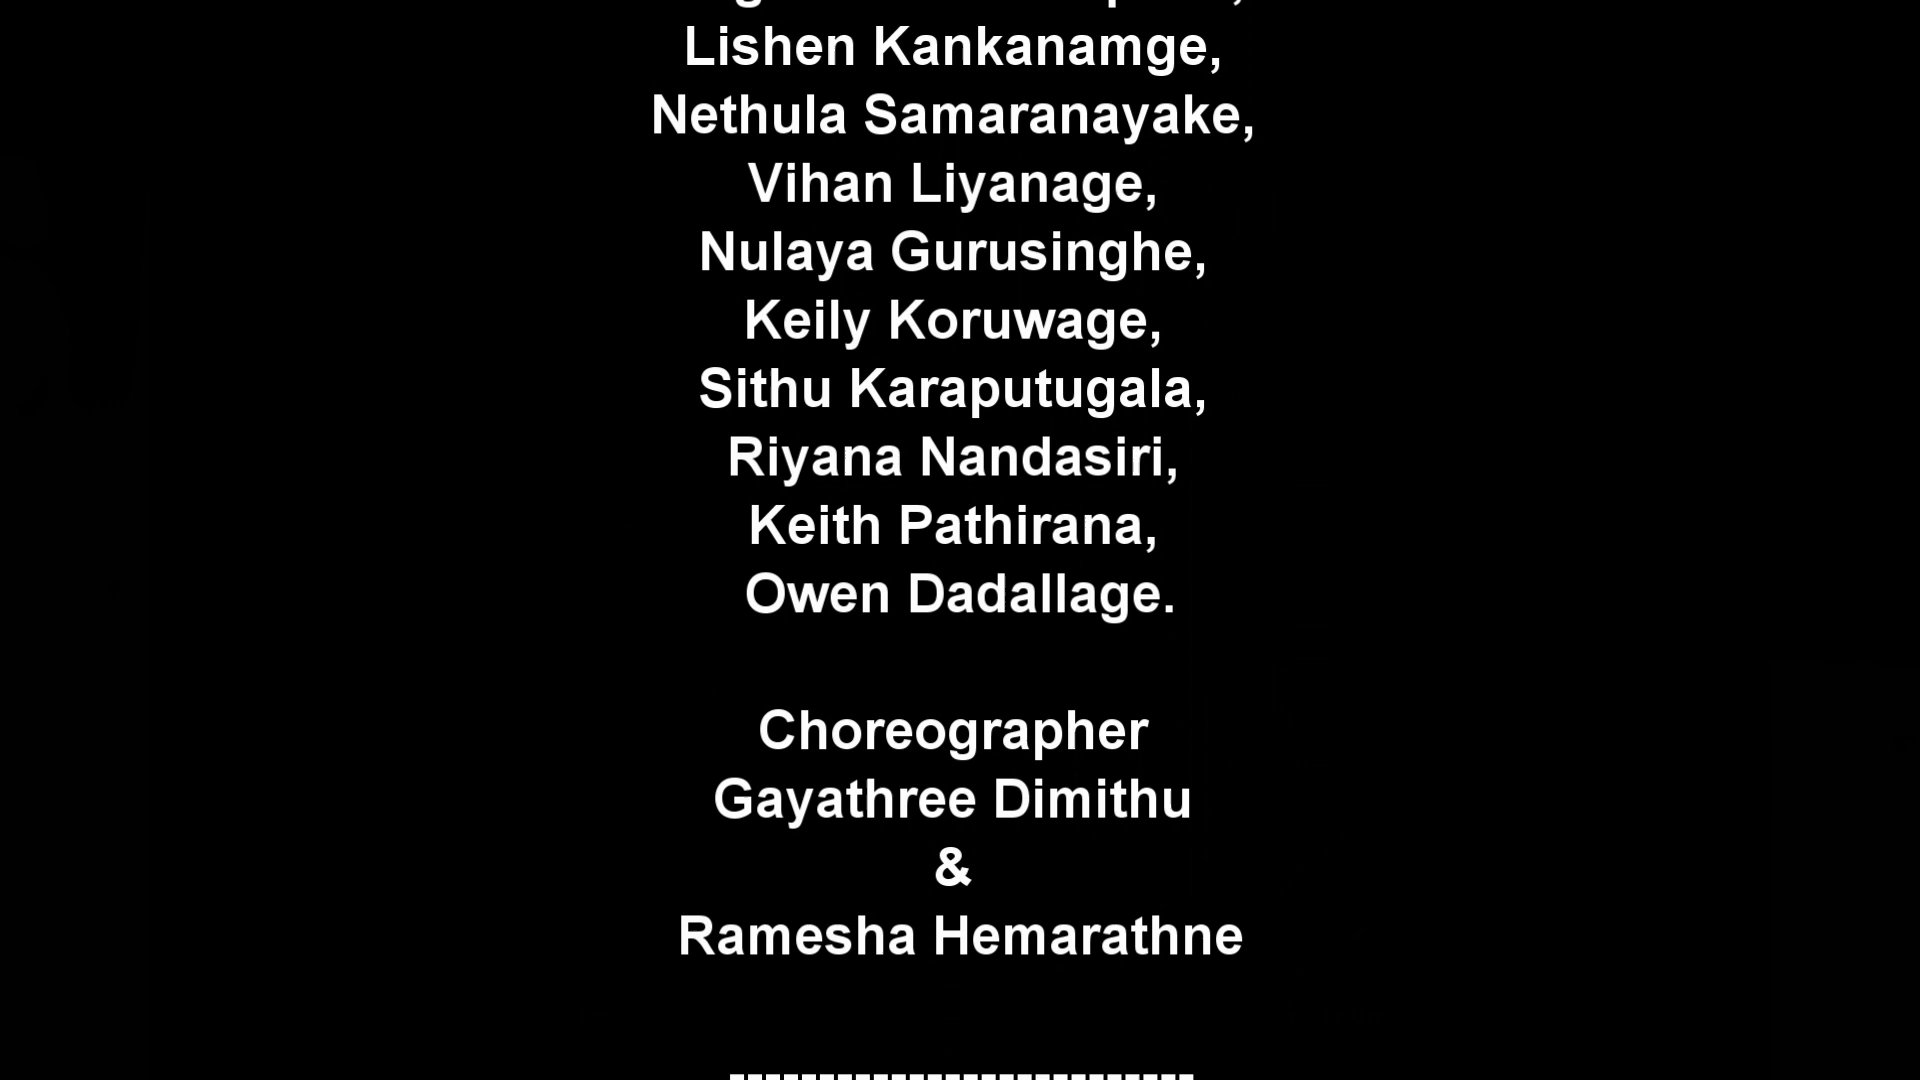 Lishen Kankanamge,
Nethula Samaranayake,
Vihan Liyanage,
Nulaya Gurusinghe,
Keily Koruwage,
Sithu Karaputugala,
Riyana Nandasiri,
Keith Pathirana,
Owen Dadallage.
Choreographer
Gayathree Dimithu
&
Ramesha Hemarathne